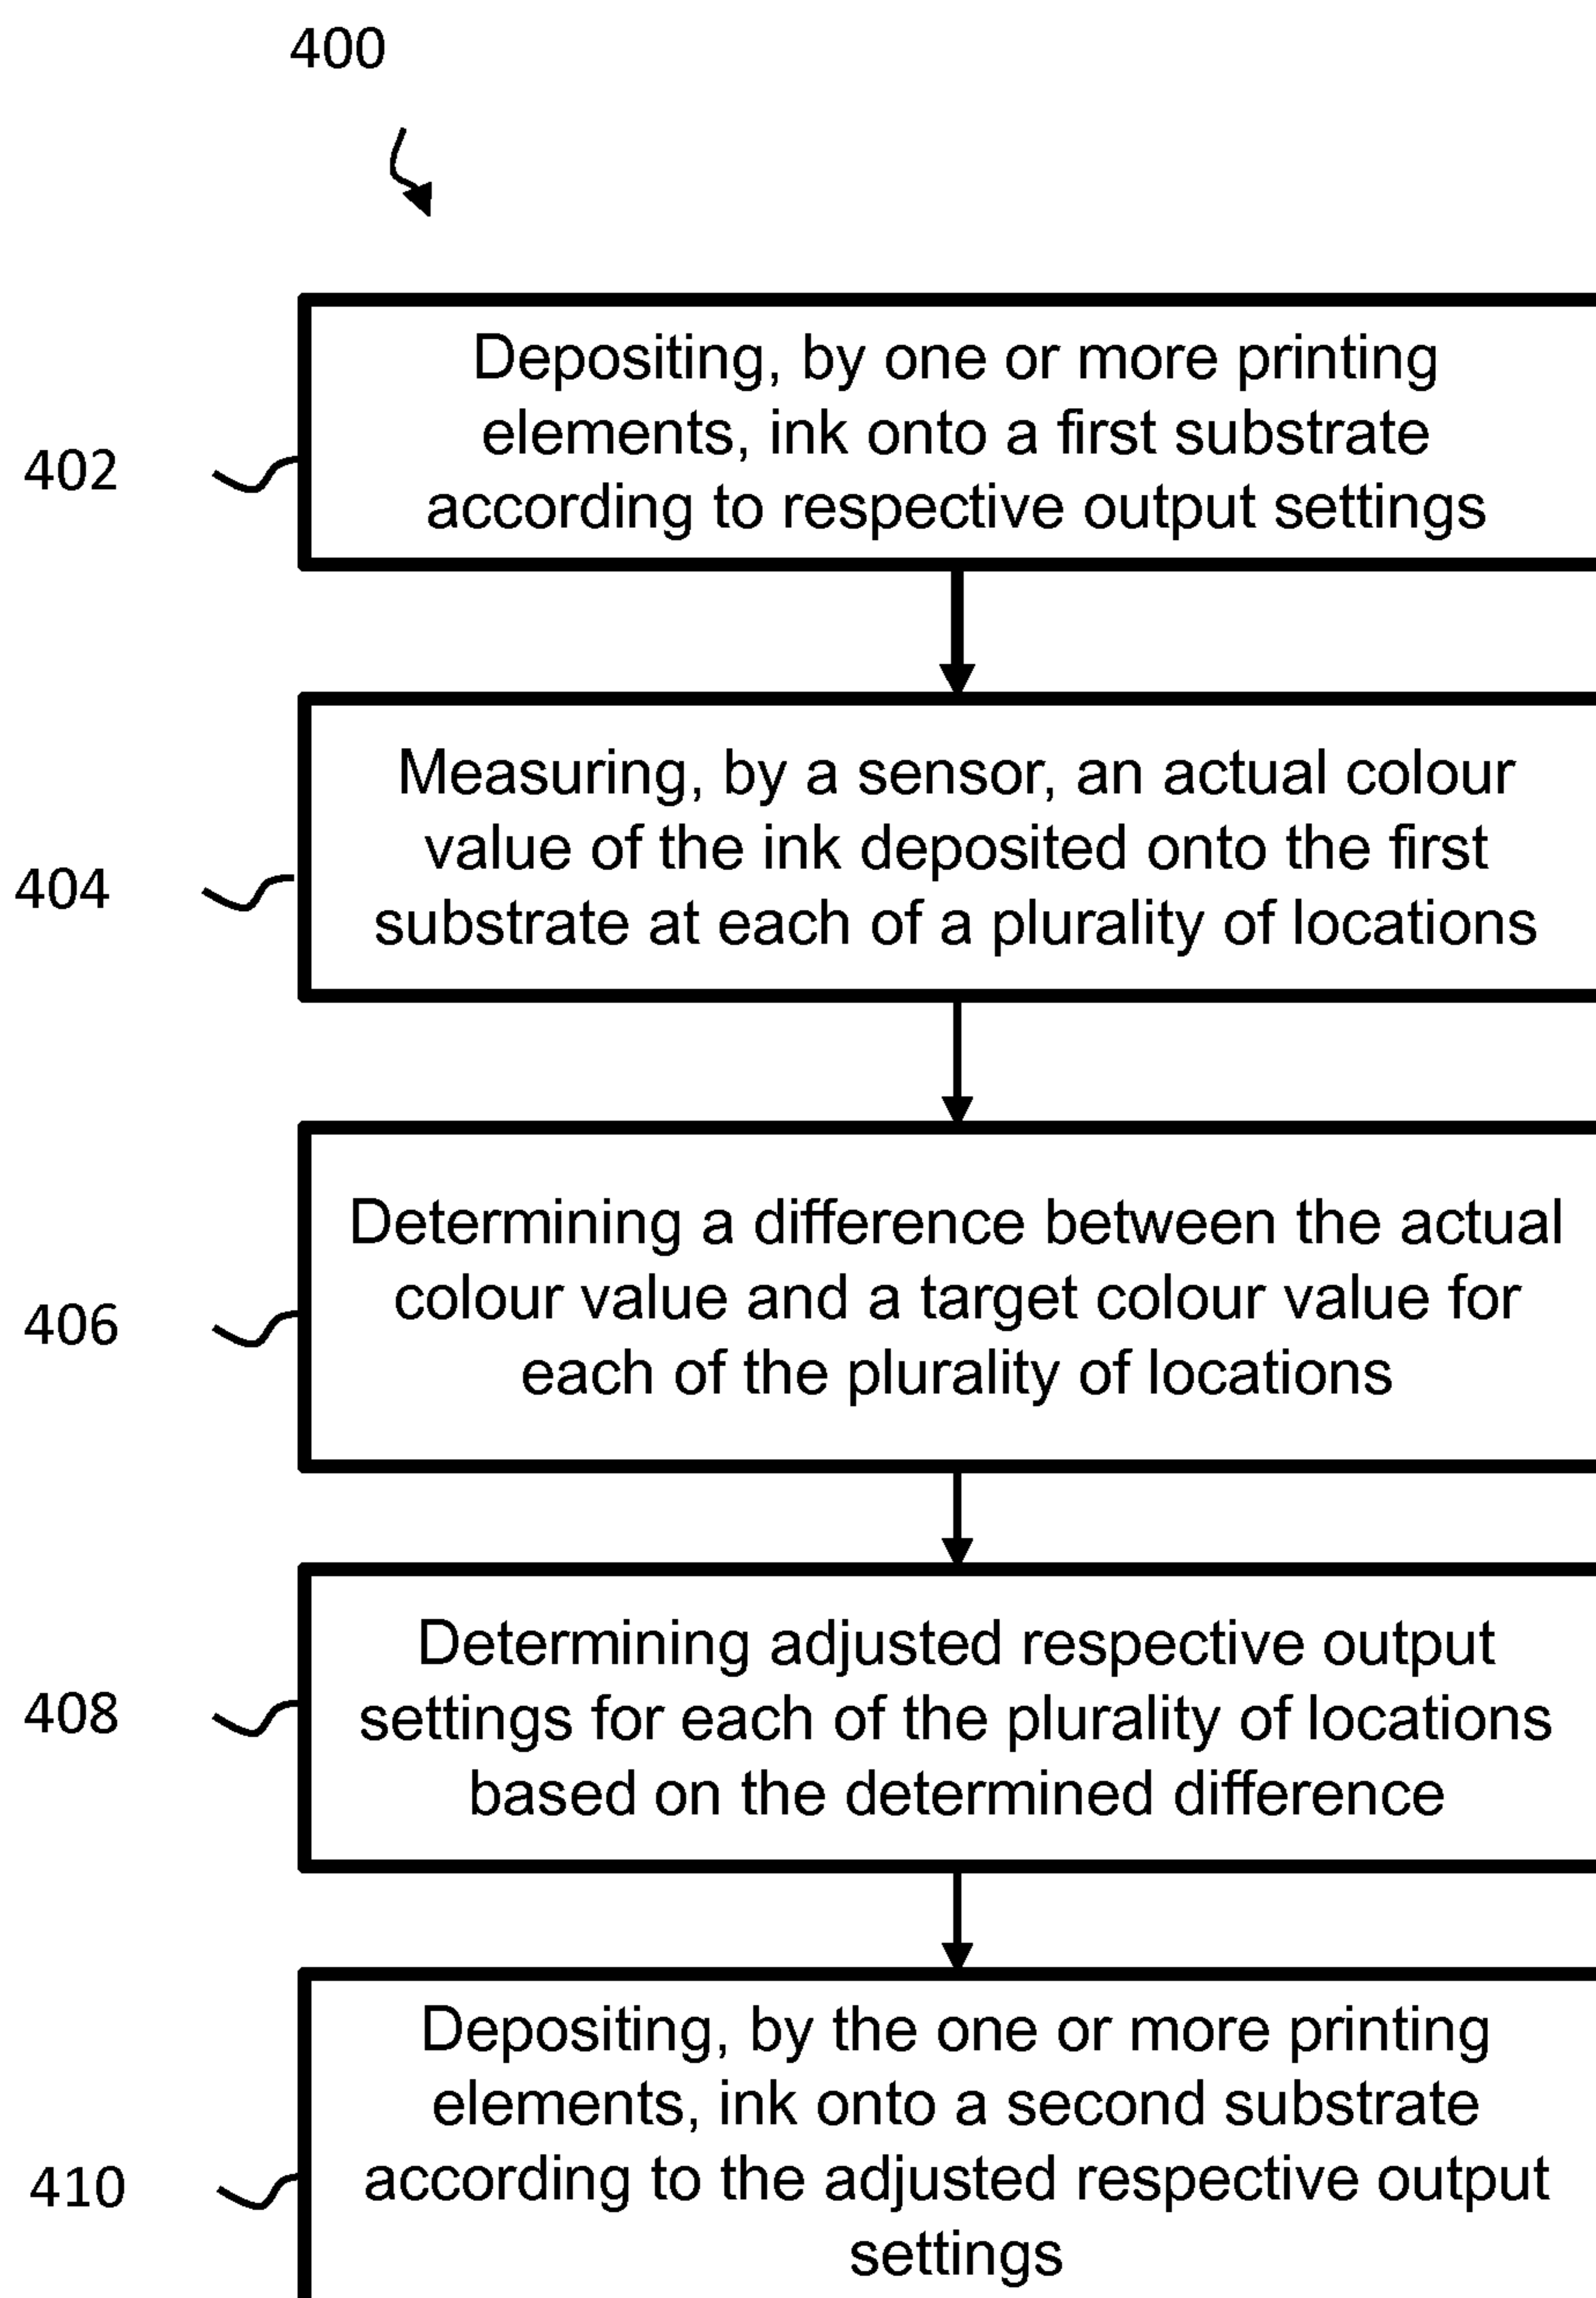 400
Depositing, by one or more printing
elements, ink onto a first substrate
according to respective output settings
402
Measuring, by a sensor, an actual colour
value of the ink deposited onto the first
substrate at each of a plurality of locations
404
Determining a difference between the actual
colour value and a target colour value for
each of the plurality of locations
406
Determining adjusted respective output
settings for each of the plurality of locations
based on the determined difference
408
Depositing, by the one or more printing
elements, ink onto a second substrate
according to the adjusted respective output
settings
410